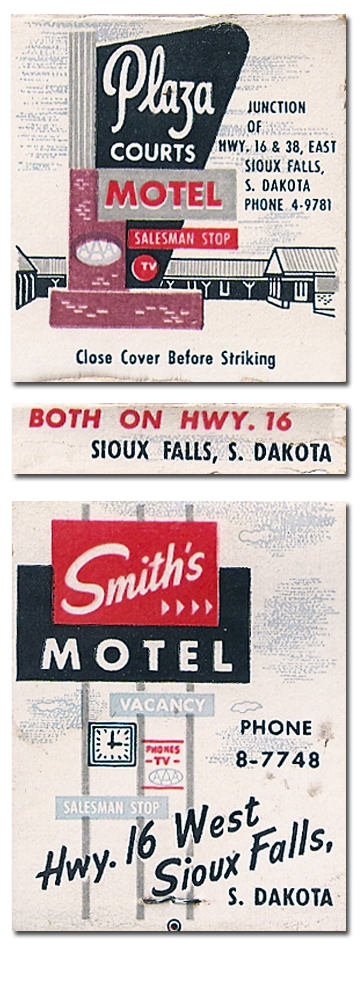 Plaza
COURTS
MOTEL
SALESMAN STOP
TV
JUNCTION
OF
HWY. 16 & 38, EAST
SIOUX FALLS,
S. DAKOTA
PHONE 4-9781
Close Cover Before Striking
BOTH ON HWY. 16
SIOUX FALLS, S. DAKOTA
Smith's
MOTEL
VACANCY
PHONES
-TV-
SALESMAN STOP
PHONE
8-7748
Hwy. 16 West
Sioux Falls,
S. DAKOTA